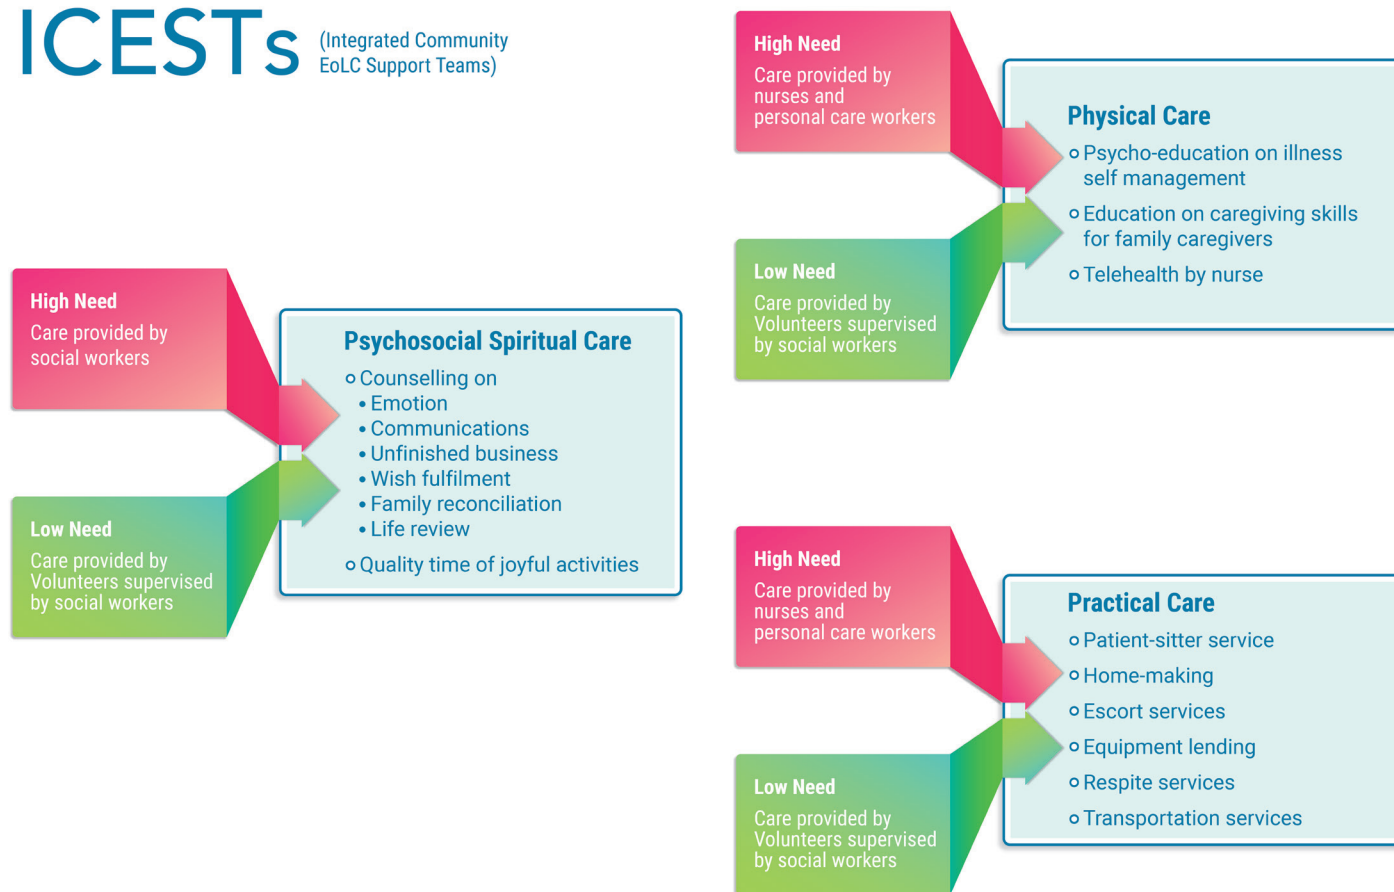 ICESTs (Integrated Community
EoLC Support Teams)
High Need
Care provided by
social workers
Low Need
Care provided by
Volunteers supervised
by social workers
Psychosocial Spiritual Care
Counselling on
• Emotion
• Communications
• Unfinished business
• Wish fulfilment
• Family reconciliation
• Life review
Quality time of joyful activities
High Need
Care provided by
nurses and
personal care workers
Low Need
Care provided by
Volunteers supervised
by social workers
Physical Care
Psycho-education on illness
self management
Education on caregiving skills
for family caregivers
Telehealth by nurse
High Need
Care provided by
nurses and
personal care workers
Low Need
Care provided by
Volunteers supervised
by social workers
Practical Care
Patient-sitter service
Home-making
Escort services
Equipment lending
Respite services
Transportation services